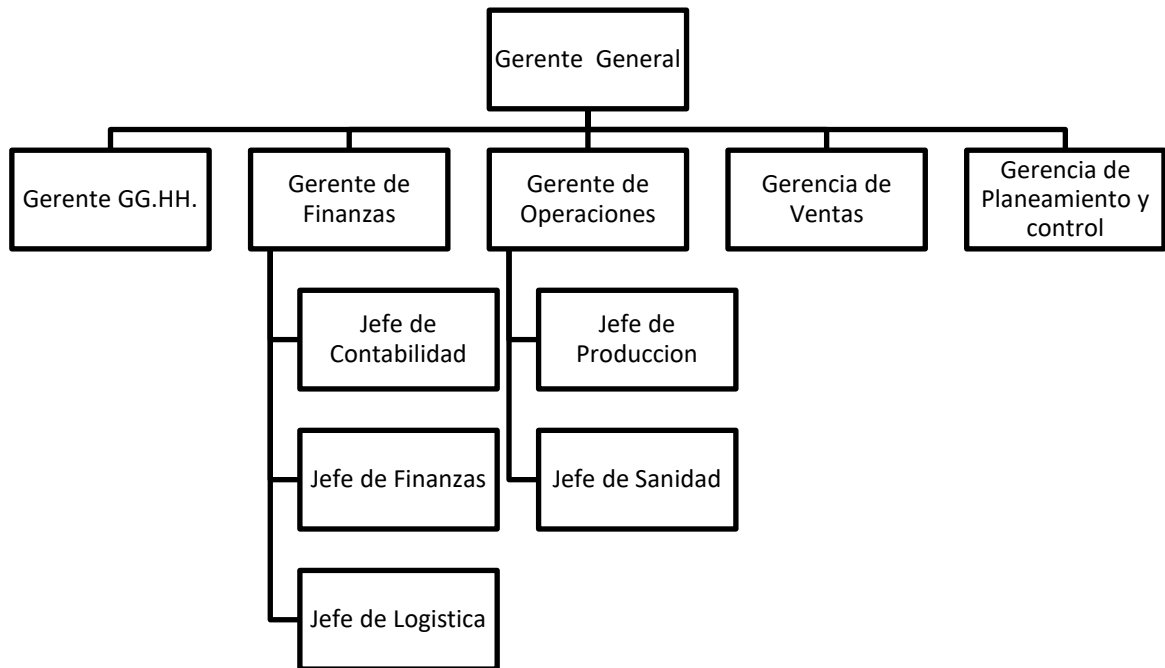 Gerente  General
Gerente GG.HH.
Gerente de
Finanzas
Gerente de
Operaciones
Gerencia de
Ventas
Gerencia de
Planeamiento y
control
Jefe de
Contabilidad
Jefe de
Produccion
Jefe de Finanzas
Jefe de Sanidad
Jefe de Logistica